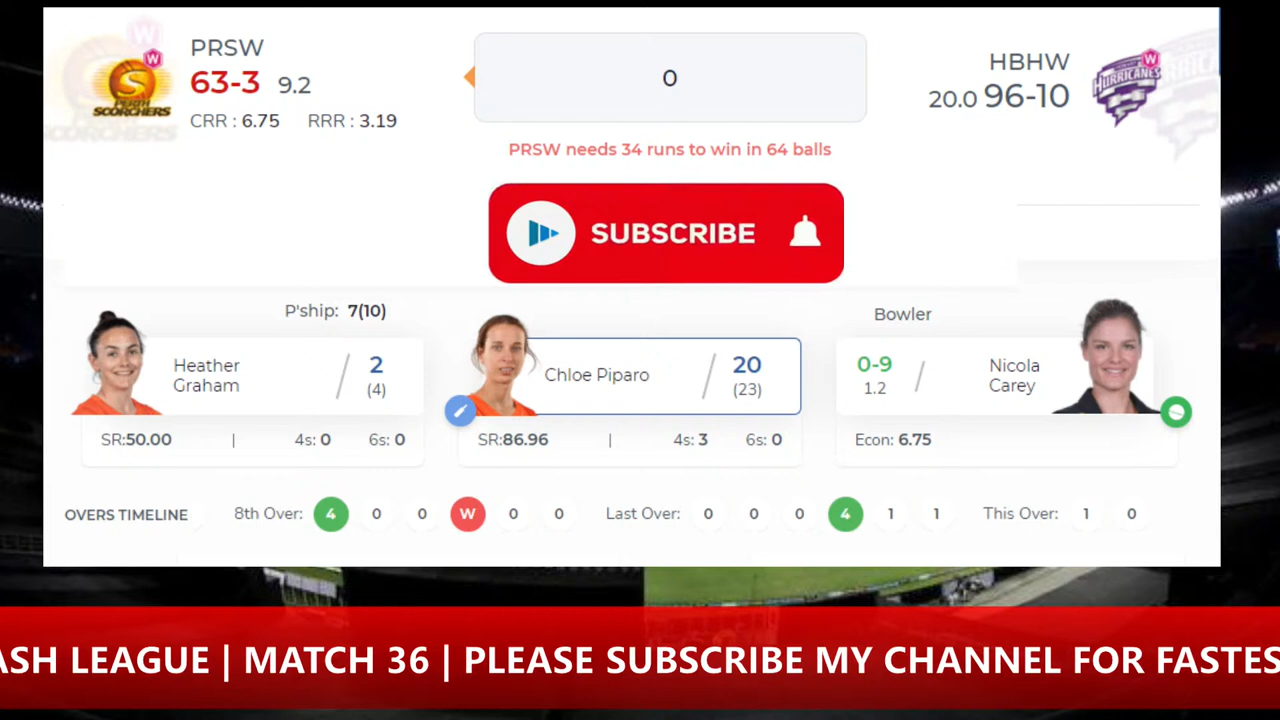 PRSW
63-3 9.2
CRR : 6.75 RRR : 3.19
0
HBHW
20.0 96-10
W
PERTH
SCORCHERS
W
HURRICANES
PRSW needs 34 runs to win in 64 balls
SUBSCRIBE
P'ship: 7(10)
Bowler
Heather
Graham
2
(4)
Chloe Piparo
20
(23)
0-9
1.2
Nicola
Carey
SR:50.00 | 4s: 0 6s: 0
SR:86.96 | 4s: 3 6s: 0
Econ: 6.75
OVERS TIMELINE 8th Over: 4 0 0 W 0 0 Last Over: 0 0 0 4 1 1 This Over: 1 0
ASH LEAGUE | MATCH 36 | PLEASE SUBSCRIBE MY CHANNEL FOR FASTES